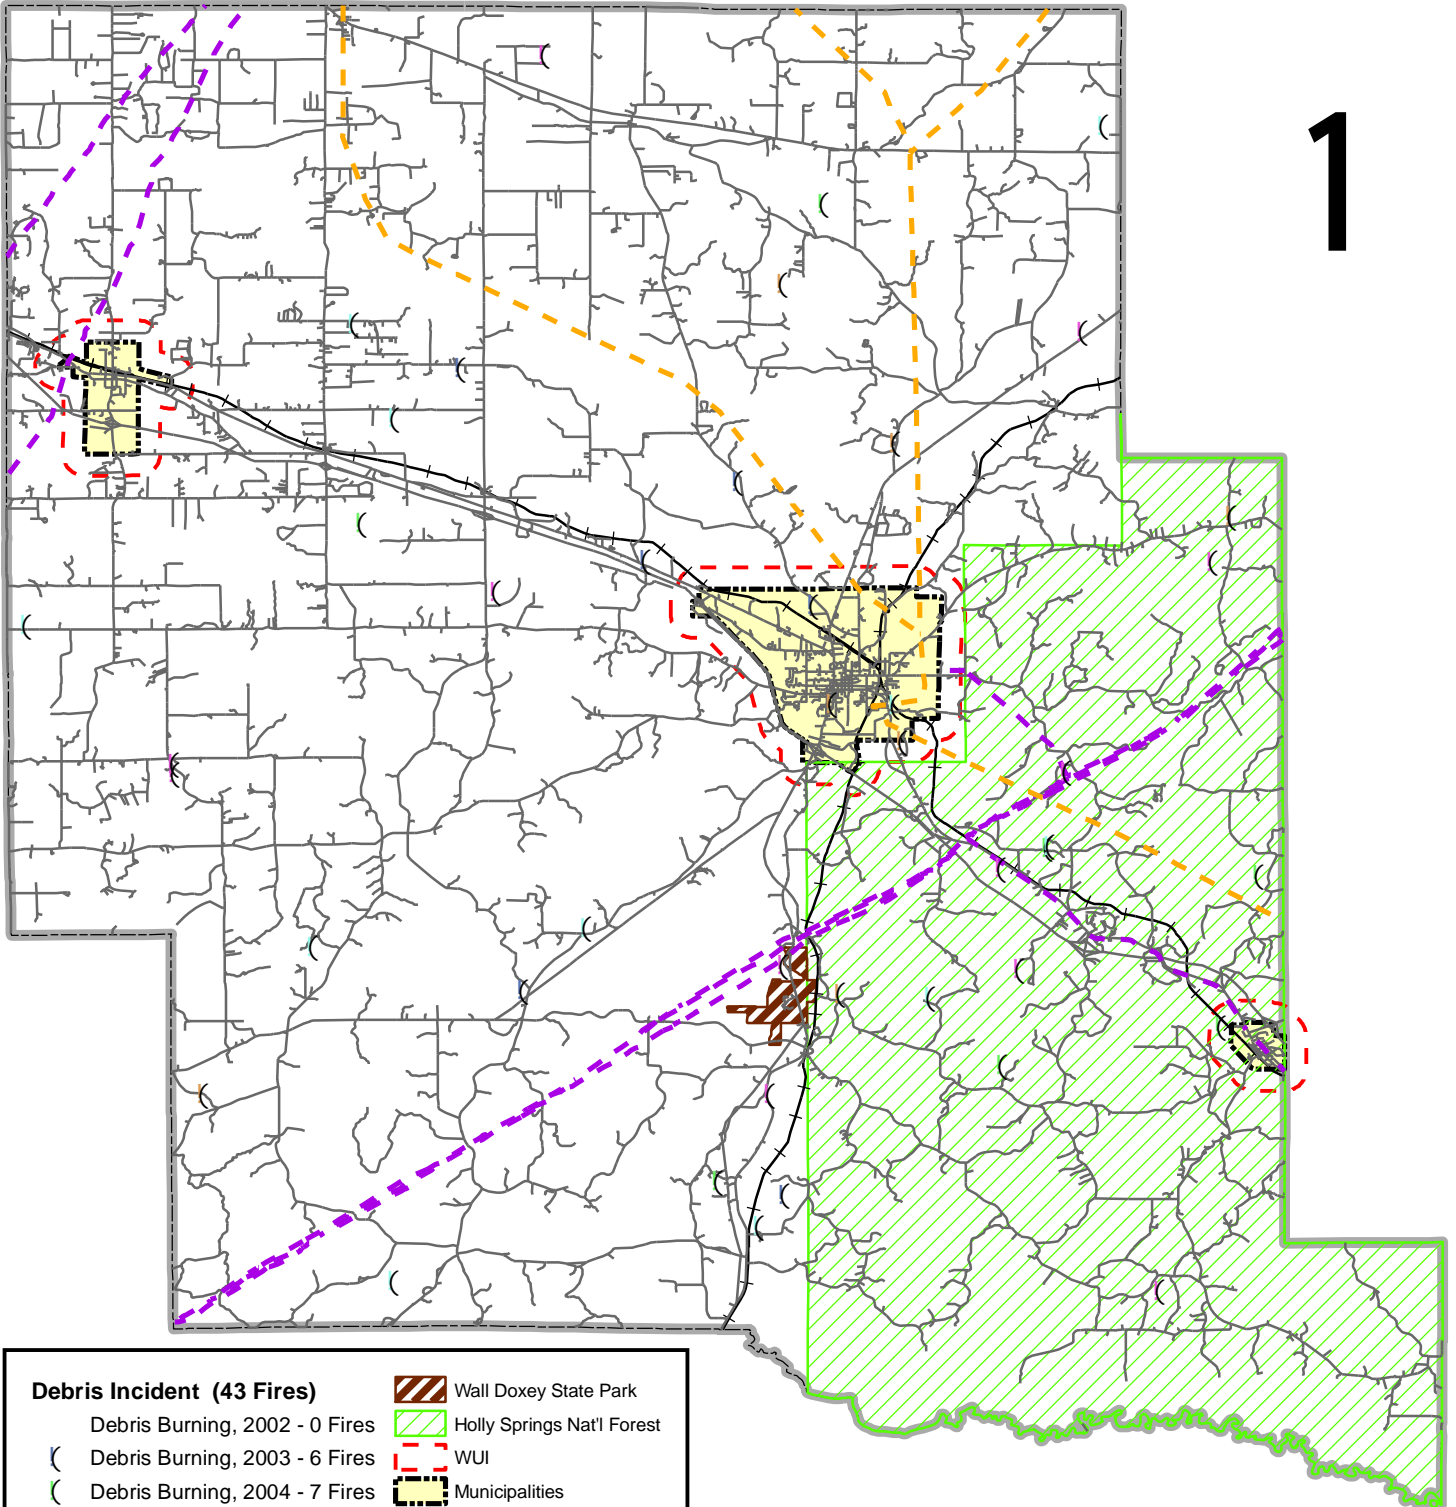 1
Debris Incident (43 Fires)
Debris Burning, 2002 - 0 Fires
Debris Burning, 2003 - 6 Fires
Debris Burning, 2004 - 7 Fires
Wall Doxey State Park
Holly Springs Nat'l Forest
WUI
Municipalities